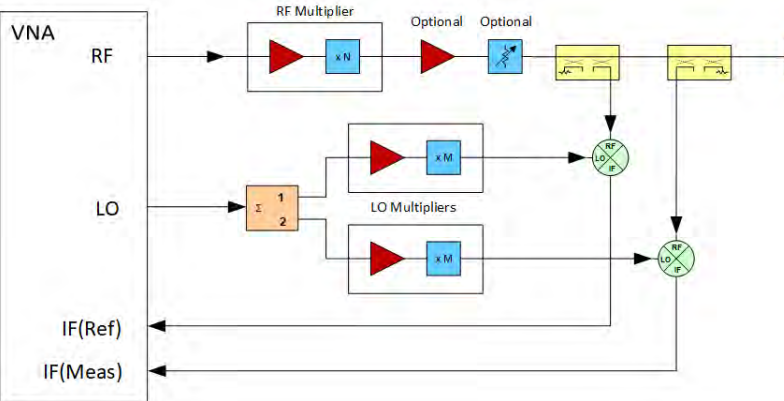 VNA
RF Multiplier
Optional
Optional
RF
x N
x M
RF
LO
IF
LO
Σ
1
2
LO Multipliers
x M
RF
LO
IF
IF(Ref)
IF(Meas)